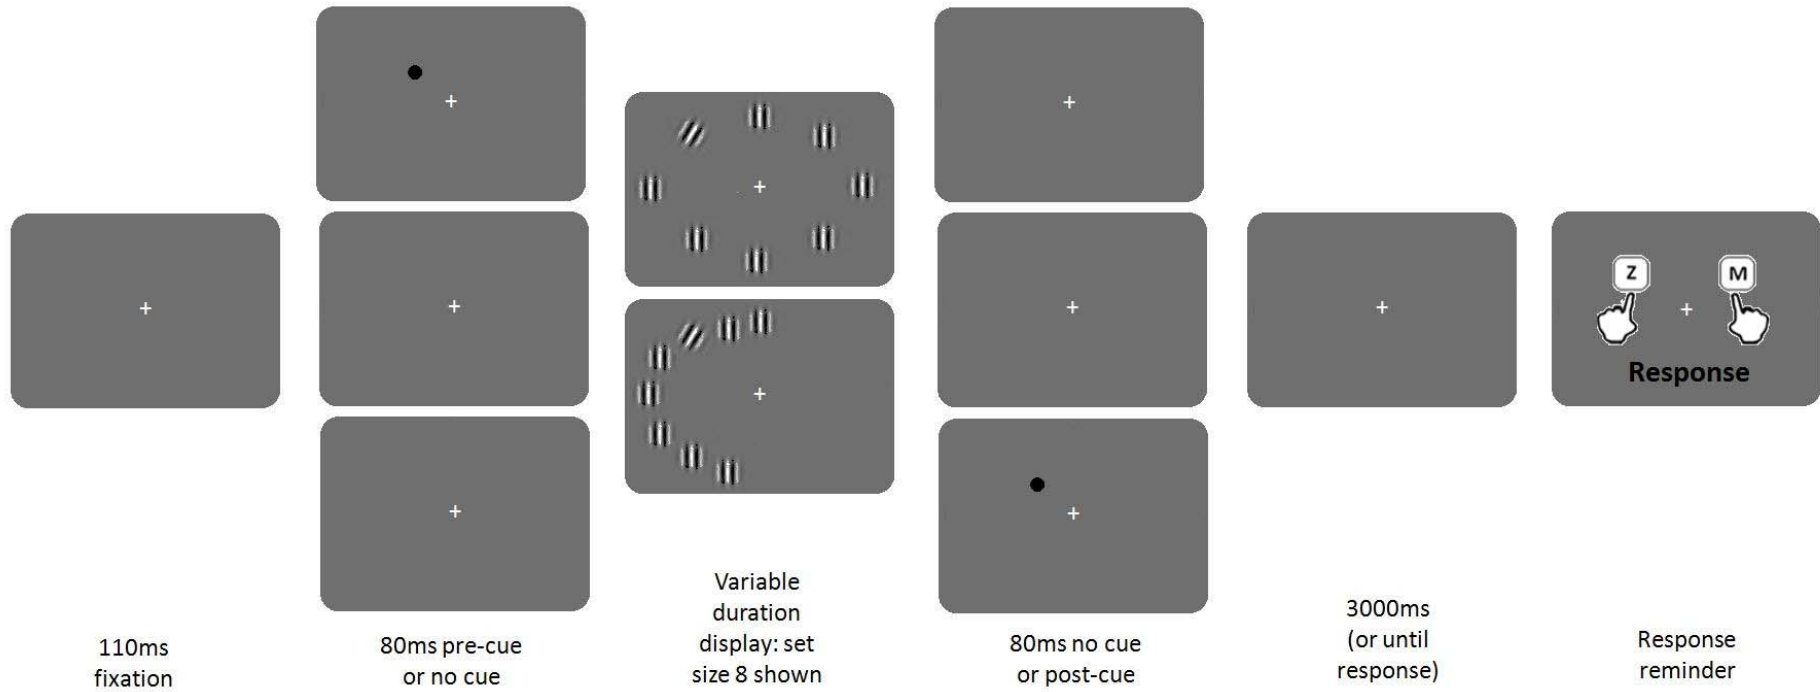 Z M
Response
110ms
fixation
80ms pre-cue
or no cue
Variable
duration
display: set
size 8 shown
80ms no cue
or post-cue
3000ms
(or until
response)
Response
reminder